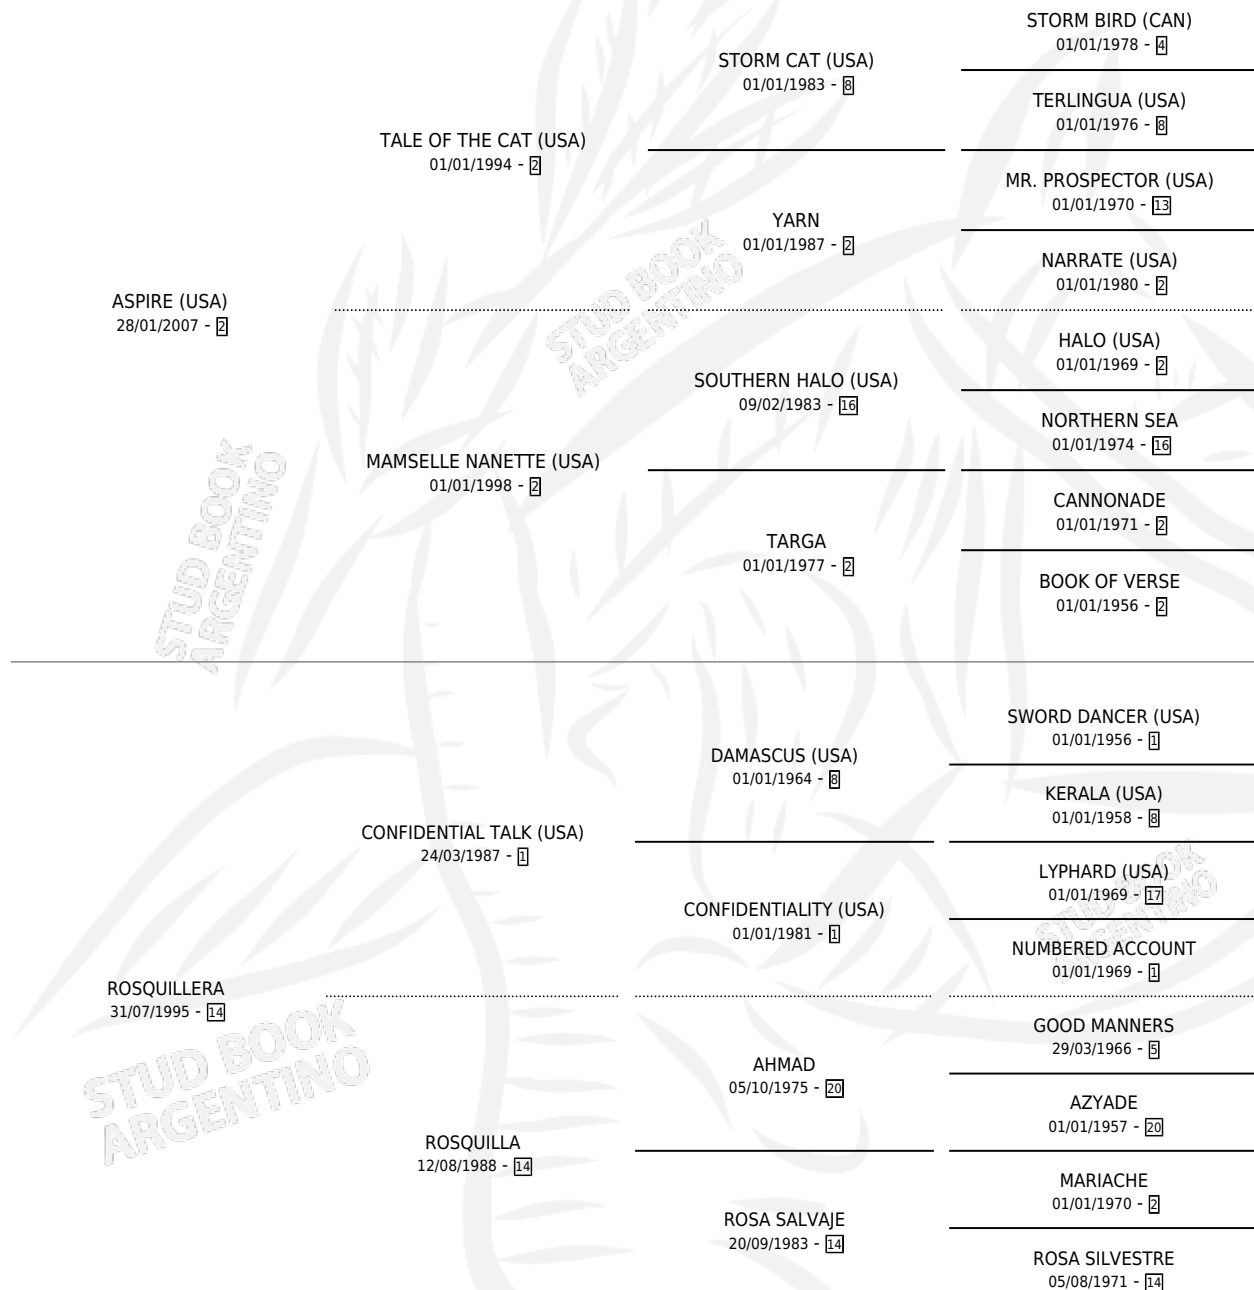 STORM BIRD (CAN)
01/01/1978 - 4
STORM CAT (USA)
01/01/1983 - 8
TERLINGUA (USA)
01/01/1976 - 8
TALE OF THE CAT (USA)
01/01/1994 - 2
MR. PROSPECTOR (USA)
01/01/1970 - 13
YARN
01/01/1987 - 2
NARRATE (USA)
01/01/1980 - 2
ASPIRE (USA)
28/01/2007 - 2
STUD BOOK
ARGENTINO
HALO (USA)
01/01/1969 - 2
SOUTHERN HALO (USA)
09/02/1983 - 16
NORTHERN SEA
01/01/1974 - 16
MAMSELLE NANETTE (USA)
01/01/1998 - 2
CANNONADE
01/01/1971 - 2
TARGA
01/01/1977 - 2
BOOK OF VERSE
01/01/1956 - 2
STUD BOOK
ARGENTINO
SWORD DANCER (USA)
01/01/1956 - 1
DAMASCUS (USA)
01/01/1964 - 8
KERALA (USA)
01/01/1958 - 8
CONFIDENTIAL TALK (USA)
24/03/1987 - 1
LYPHARD (USA)
01/01/1969 - 17
STUD BOOK
ARGENTINO
CONFIDENTIALITY (USA)
01/01/1981 - 1
NUMBERED ACCOUNT
01/01/1969 - 1
ROSQUILLERA
31/07/1995 - 14
STUD BOOK
ARGENTINO
GOOD MANNERS
29/03/1966 - 5
AHMAD
05/10/1975 - 20
AZYADE
01/01/1957 - 20
ROSQUILLA
12/08/1988 - 14
MARIACHE
01/01/1970 - 2
ROSA SALVAJE
20/09/1983 - 14
ROSA SILVESTRE
05/08/1971 - 14